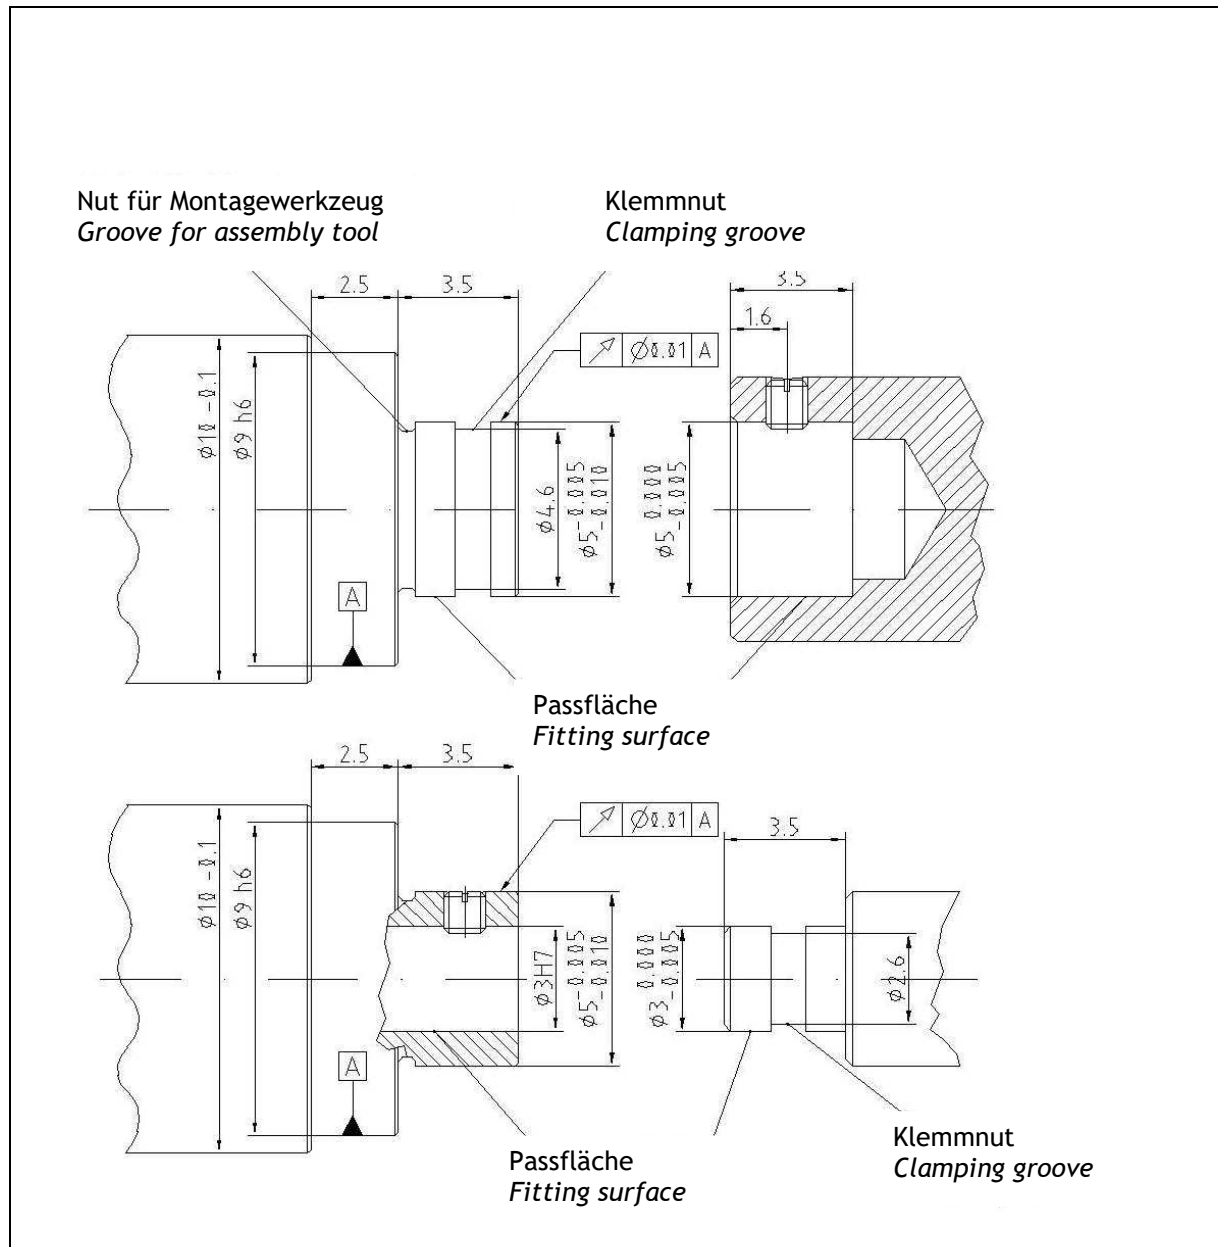 Nut für Montagewerkzeug
Groove for assembly tool
Klemmnut
Clamping groove
2.5
3.5
3.5
1.6
Ø0.01 A
Ø10 -0.1
Ø9 h6
A
Ø4.6
Ø5 -0.005
-0.010
Ø5 0.000
-0.005
Passfläche
Fitting surface
2.5
3.5
Ø0.01 A
3.5
Ø10 -0.1
Ø9 h6
A
Ø3H7
Ø5 -0.005
-0.010
Ø3 0.000
-0.005
Ø2.6
Passfläche
Fitting surface
Klemmnut
Clamping groove